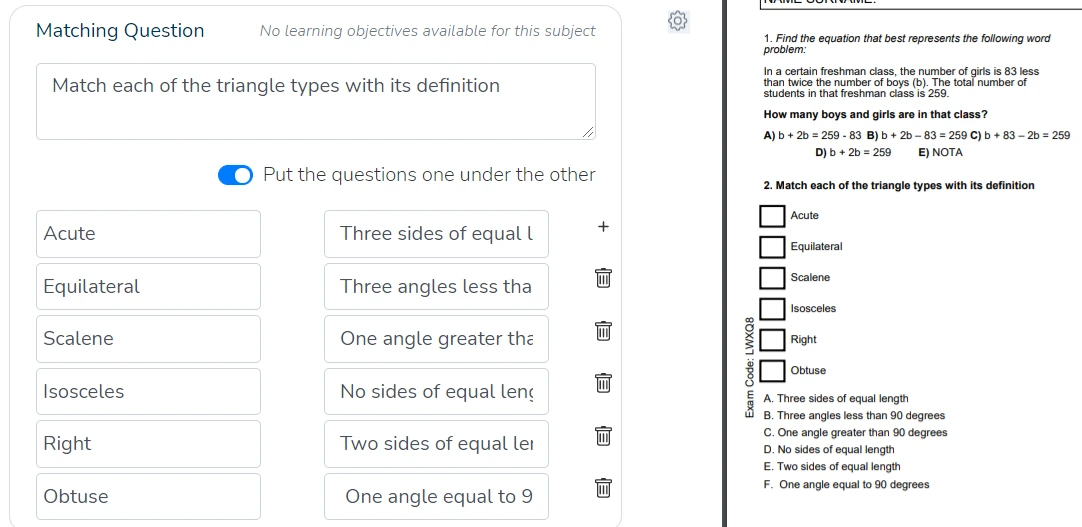 Matching Question
No learning objectives available for this subject
Match each of the triangle types with its definition
Put the questions one under the other
Acute
Three sides of equal l
+
Equilateral
Three angles less tha
Scalene
One angle greater tha
Isosceles
No sides of equal leng
Right
Two sides of equal ler
Obtuse
One angle equal to 9
1. Find the equation that best represents the following word
problem:
In a certain freshman class, the number of girls is 83 less
than twice the number of boys (b). The total number of
students in that freshman class is 259.
How many boys and girls are in that class?
A) b + 2b = 259 - 83 B) b + 2b – 83 = 259 C) b + 83 – 2b = 259
D) b + 2b = 259 E) NOTA
2. Match each of the triangle types with its definition
Acute
Equilateral
Scalene
Isosceles
Right
Obtuse
A. Three sides of equal length
B. Three angles less than 90 degrees
C. One angle greater than 90 degrees
D. No sides of equal length
E. Two sides of equal length
F. One angle equal to 90 degrees
Exam Code: LWXQ8